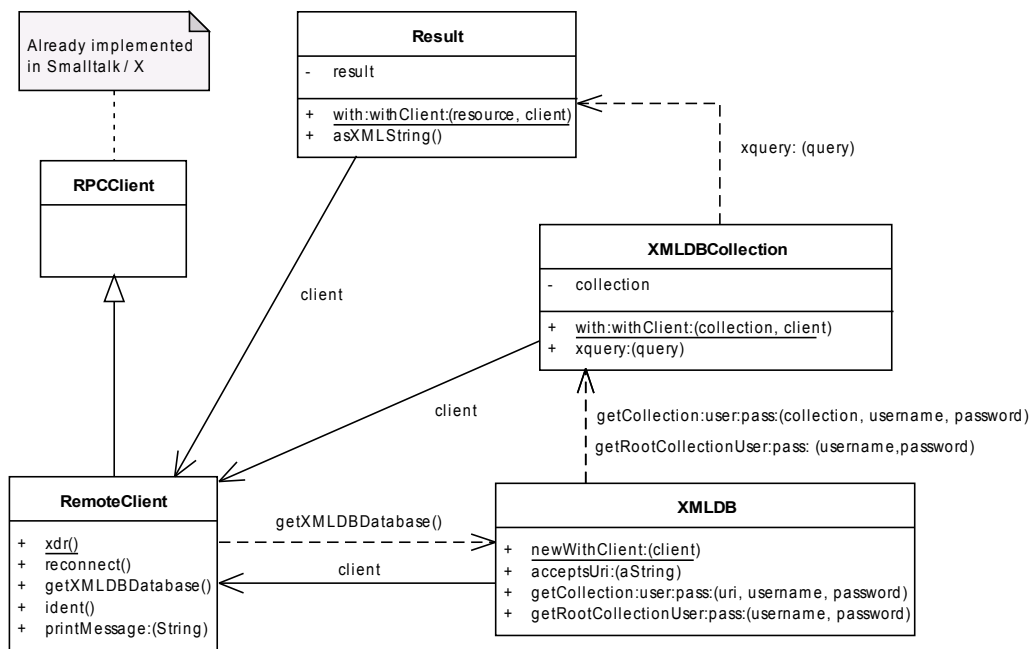 Already implemented
in Smalltalk / X
RPCClient
Result
- result
+ with:withClient:(resource, client)
+ asXMLString()
xquery: (query)
client
XMLDBCollection
- collection
+ with:withClient:(collection, client)
+ xquery:(query)
client
getCollection:user:pass:(collection, username, password)
getRootCollectionUser:pass: (username,password)
RemoteClient
+ xdr()
+ reconnect()
+ getXMLDBDatabase()
+ ident()
+ printMessage:(String)
getXMLDBDatabase()
client
XMLDB
+ newWithClient:(client)
+ acceptsUri:(aString)
+ getCollection:user:pass:(uri, username, password)
+ getRootCollectionUser:pass:(username, password)